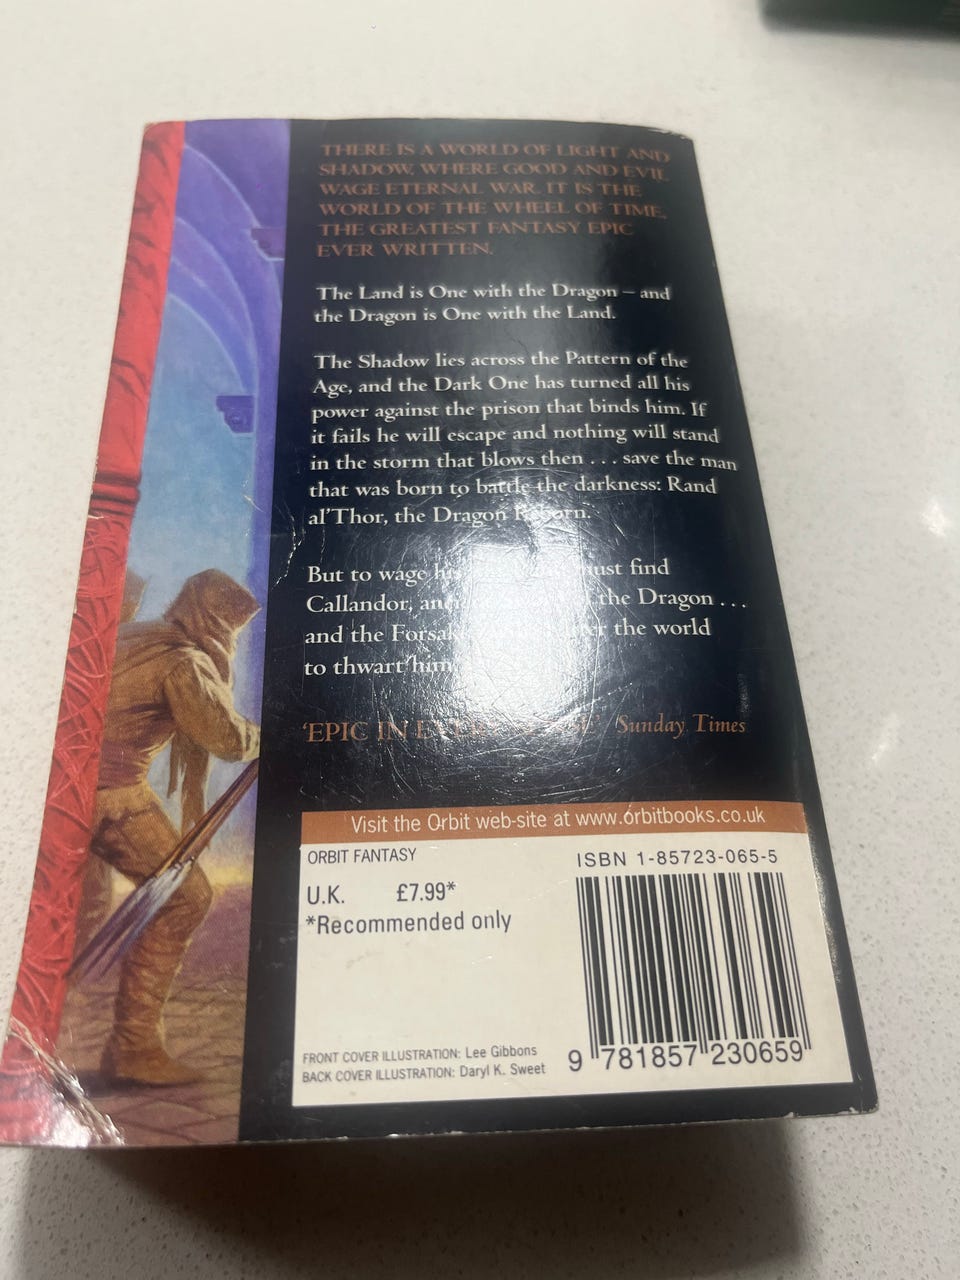 THERE IS A WORLD OF LIGHT AND
SHADOW, WHERE GOOD AND EVIL
WAGE ETERNAL WAR. IT IS THE
WORLD OF THE WHEEL OF TIME,
THE GREATEST FANTASY EPIC
EVER WRITTEN.
The Land is One with the Dragon – and
the Dragon is One with the Land.
The Shadow lies across the Pattern of the
Age, and the Dark One has turned all his
power against the prison that binds him. If
it fails he will escape and nothing will stand
in the storm that blows then . . . save the man
that was born to battle the darkness: Rand
al'Thor, the Dragon Reborn.
But to wage his must find
Callandor, the Dragon . . .
and the the world
to thwart him
'EPIC IN Sunday Times
Visit the Orbit web-site at www.orbitbooks.co.uk
ORBIT FANTASY
ISBN 1-85723-065-5
U.K. £7.99*
*Recommended only
FRONT COVER ILLUSTRATION: Lee Gibbons
BACK COVER ILLUSTRATION: Daryl K. Sweet
9 781857 230659